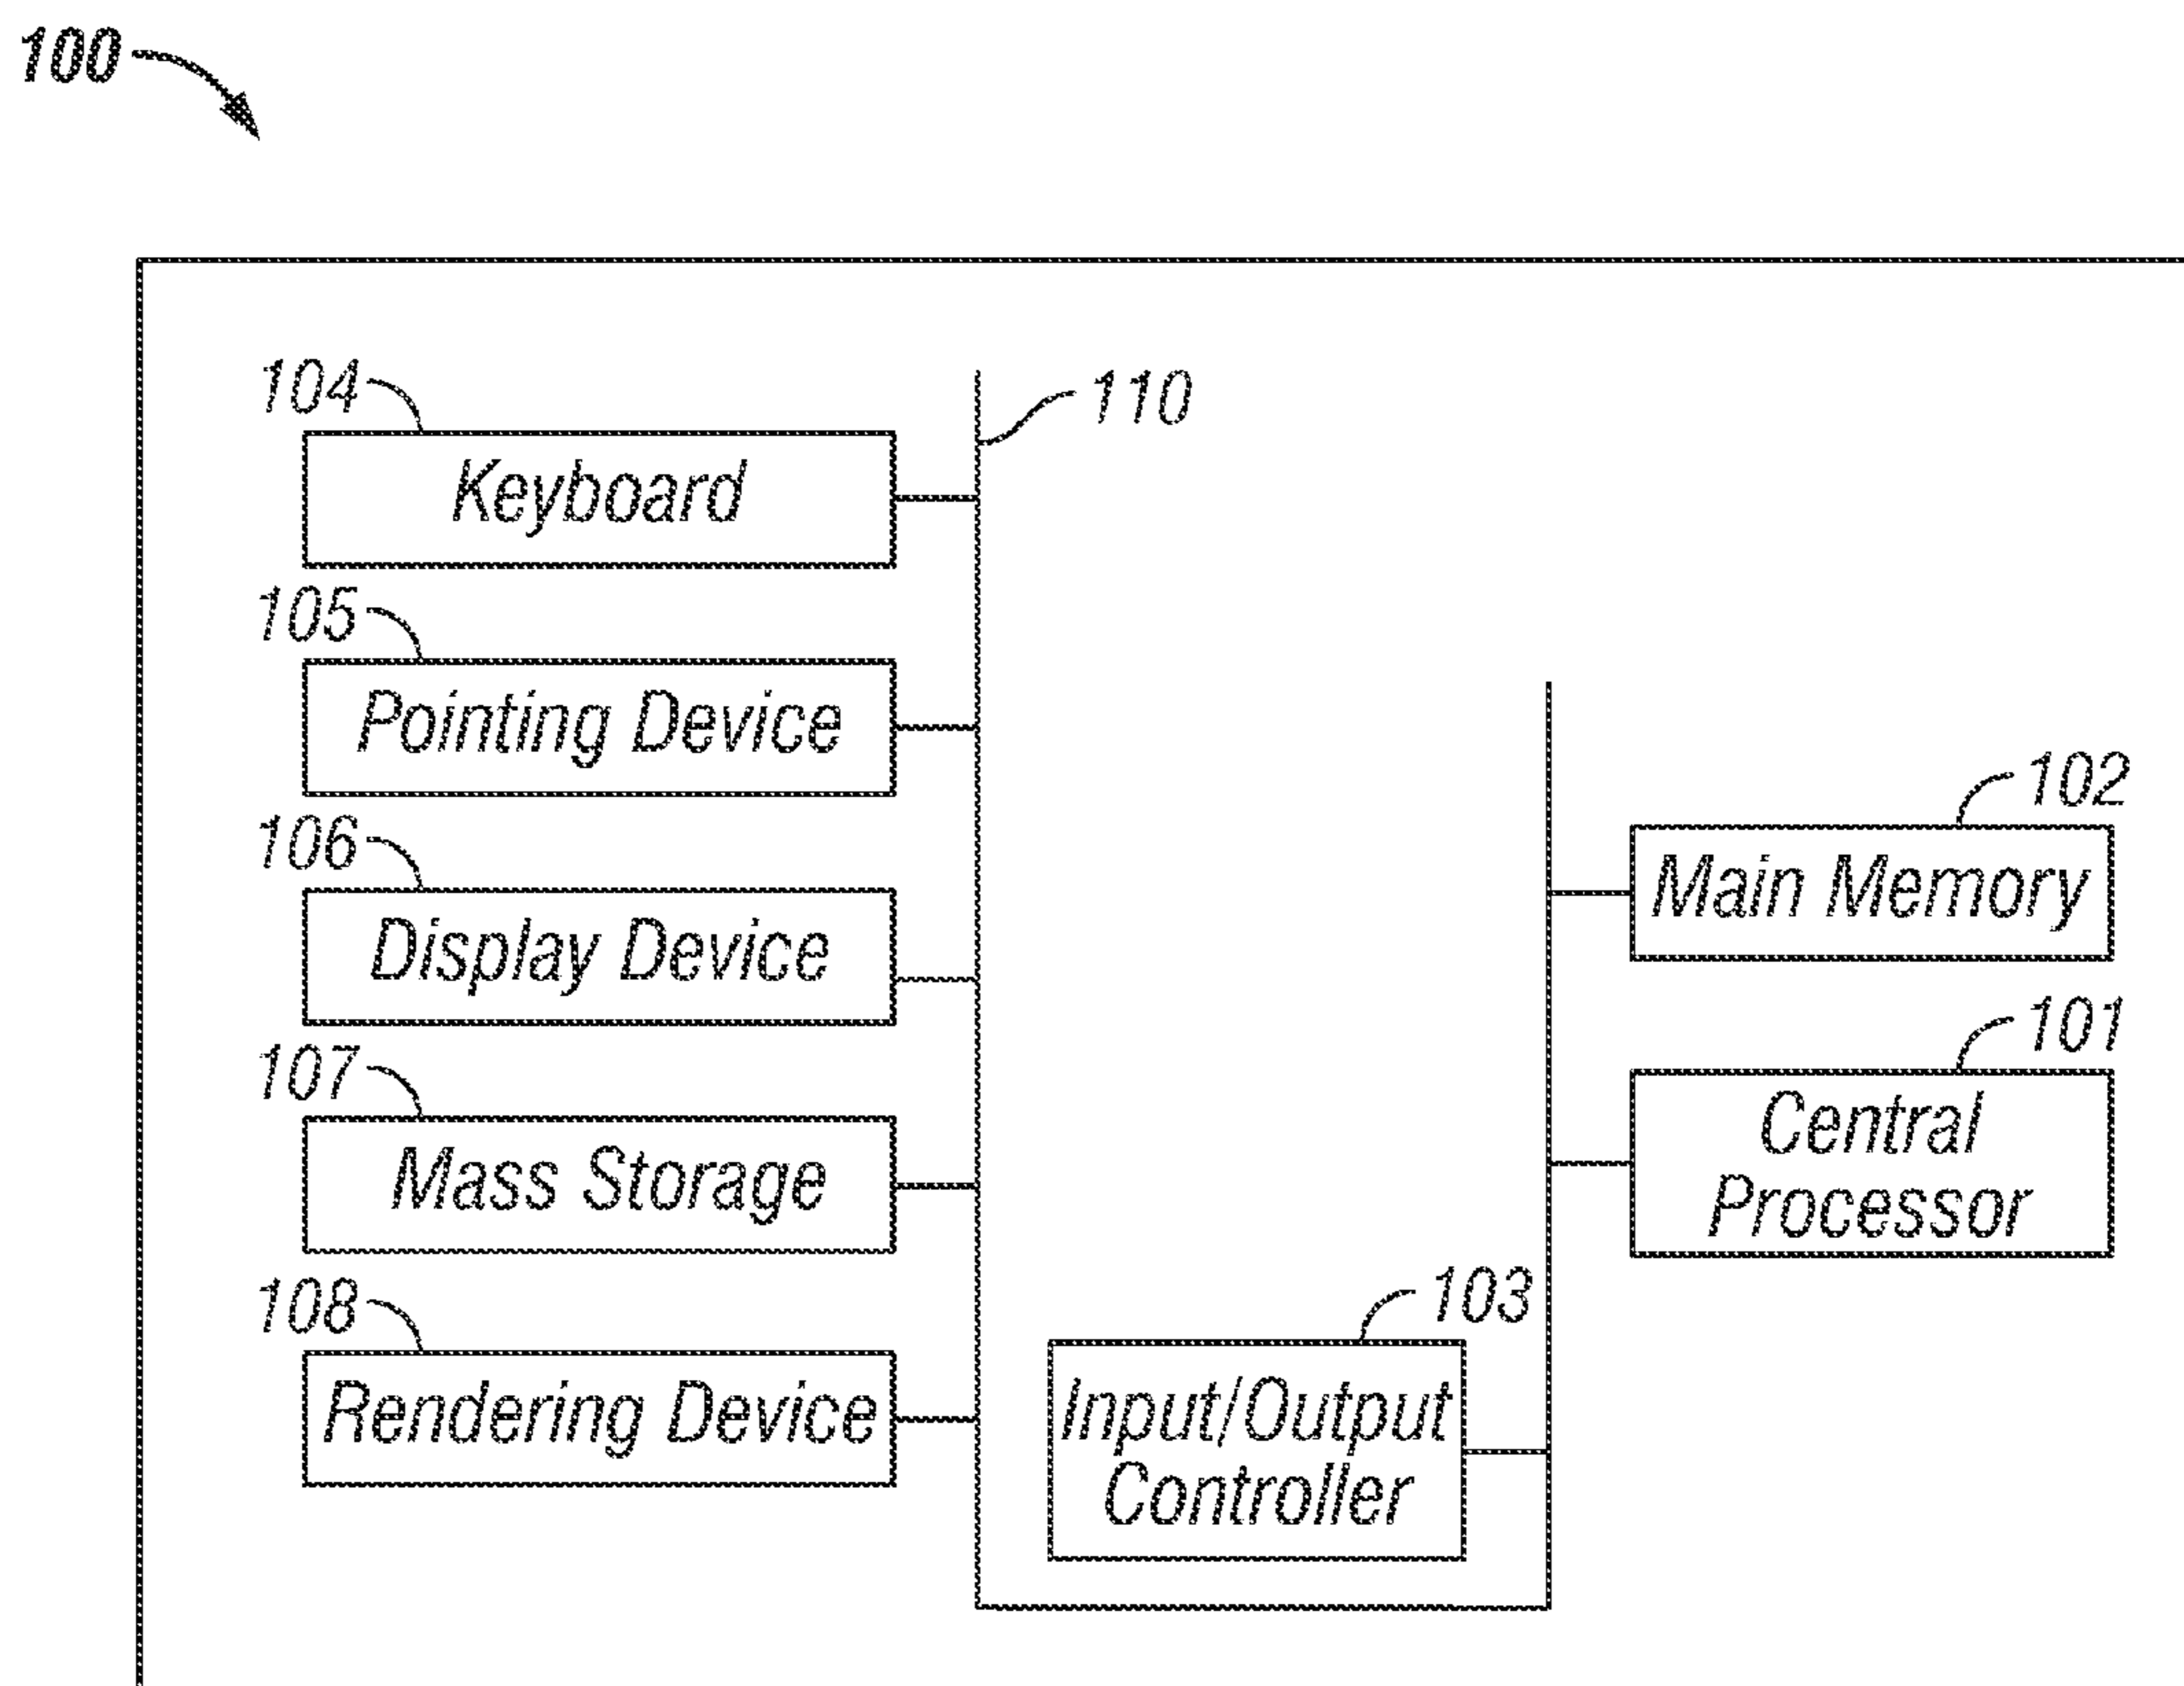 100
104
110
Keyboard
105
Pointing Device
102
106
Main Memory
Display Device
101
107
Central
Processor
Mass Storage
108
103
Rendering Device
Input/Output
Controller